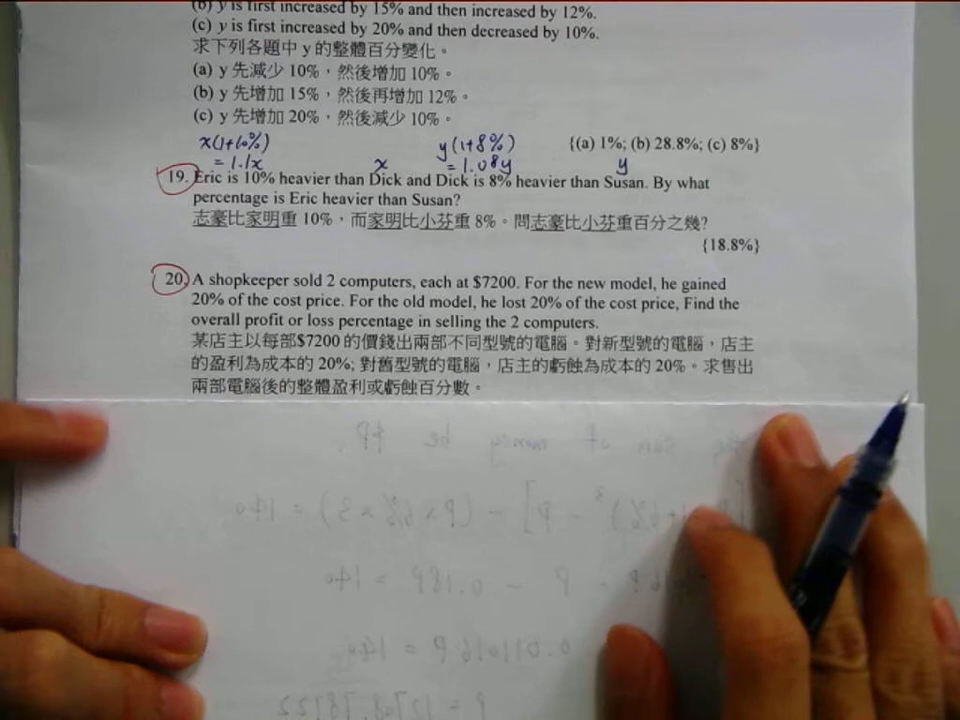 (b) y is first increased by 15% and then increased by 12%.
(c) y is first increased by 20% and then decreased by 10%.
求下列各題中 y 的整體百分變化。
(a) y 先減少 10%，然後增加 10%。
(b) y 先增加 15%，然後再增加 12%。
(c) y 先增加 20%，然後減少 10%。
{(a) 1%; (b) 28.8%; (c) 8%}
x(1+10%)
= 1.1x
x
y(1+8%)
= 1.08y
y
19. Eric is 10% heavier than Dick and Dick is 8% heavier than Susan. By what
percentage is Eric heavier than Susan?
志豪比家明重 10%，而家明比小芬重 8%。問志豪比小芬重百分之幾?
{18.8%}
20. A shopkeeper sold 2 computers, each at $7200. For the new model, he gained
20% of the cost price. For the old model, he lost 20% of the cost price, Find the
overall profit or loss percentage in selling the 2 computers.
某店主以每部$7200 的價錢出兩部不同型號的電腦。對新型號的電腦，店主
的盈利為成本的 20%; 對舊型號的電腦，店主的虧蝕為成本的 20%。求售出
兩部電腦後的整體盈利或虧蝕百分數。